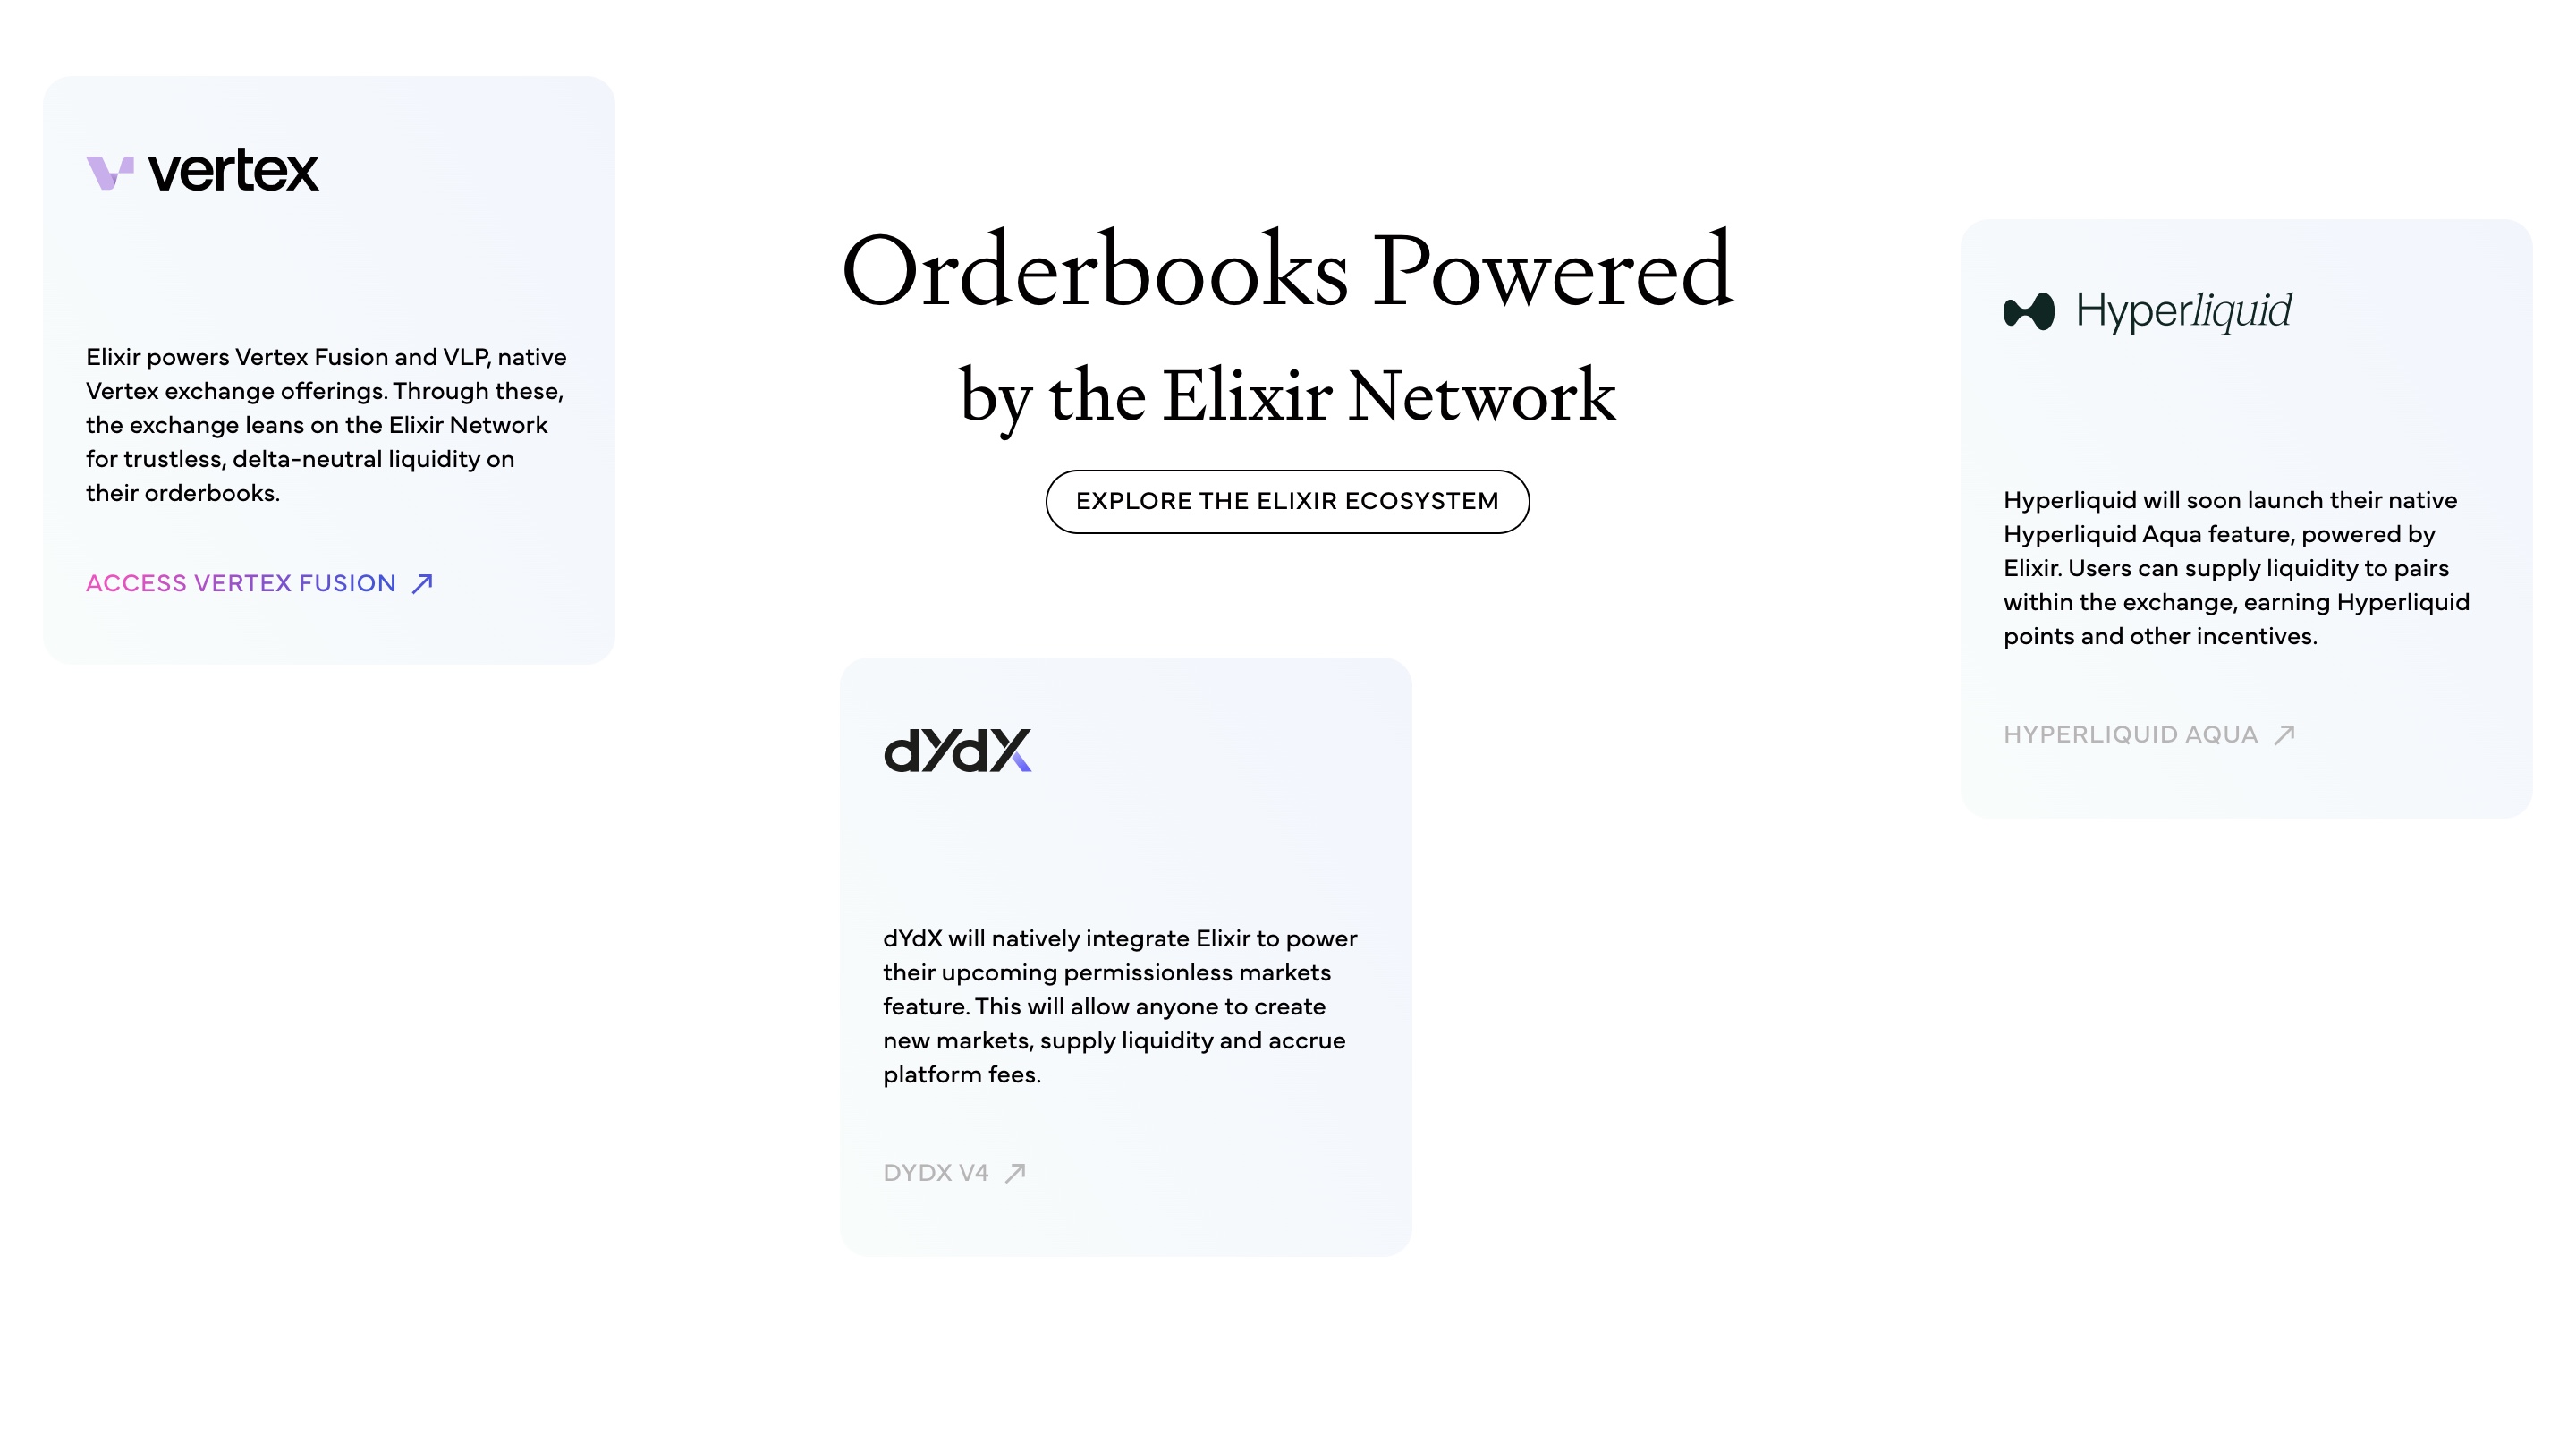 vertex
Elixir powers Vertex Fusion and VLP, native
Vertex exchange offerings. Through these,
the exchange leans on the Elixir Network
for trustless, delta-neutral liquidity on
their orderbooks.
ACCESS VERTEX FUSION
Orderbooks Powered
by the Elixir Network
EXPLORE THE ELIXIR ECOSYSTEM
Hyperliquid
Hyperliquid will soon launch their native
Hyperliquid Aqua feature, powered by
Elixir. Users can supply liquidity to pairs
within the exchange, earning Hyperliquid
points and other incentives.
HYPERLIQUID AQUA
dYdX
dYdX will natively integrate Elixir to power
their upcoming permissionless markets
feature. This will allow anyone to create
new markets, supply liquidity and accrue
platform fees.
DYDX V4